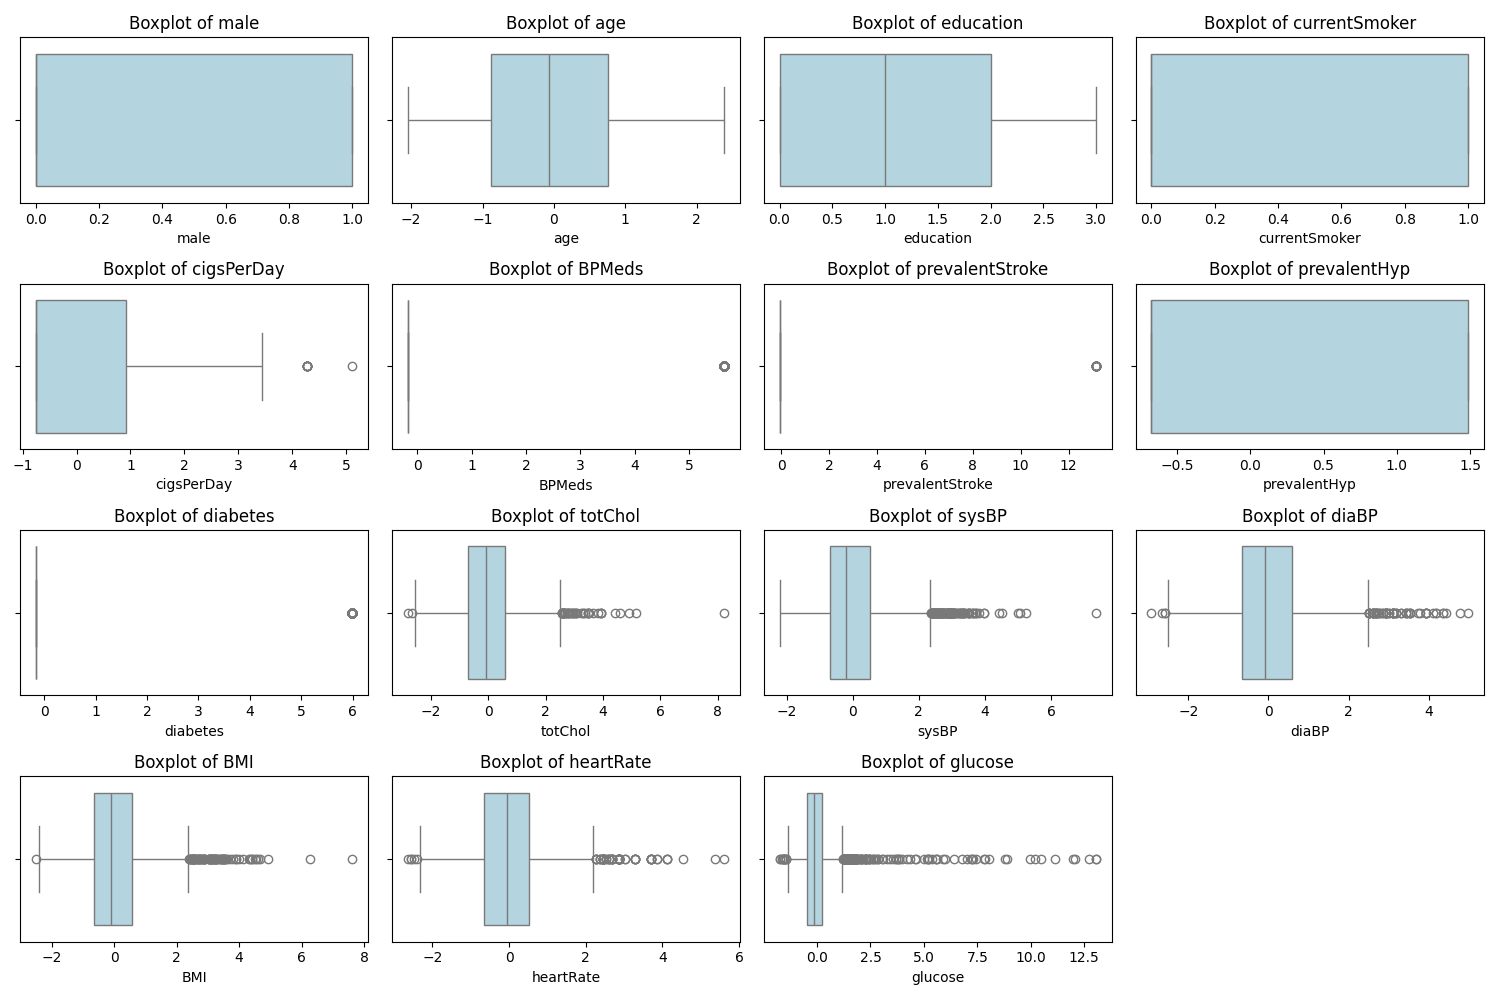 Boxplot of male Boxplot of age Boxplot of education Boxplot of currentSmoker
0.0 0.2 0.4 0.6 0.8 1.0 −2 −1 0 1 2 0.0 0.5 1.0 1.5 2.0 2.5 3.0 0.0 0.2 0.4 0.6 0.8 1.0
male age education currentSmoker
Boxplot of cigsPerDay Boxplot of BPMeds Boxplot of prevalentStroke Boxplot of prevalentHyp
−1 0 1 2 3 4 5 0 1 2 3 4 5 0 2 4 6 8 10 12 −0.5 0.0 0.5 1.0 1.5
cigsPerDay BPMeds prevalentStroke prevalentHyp
Boxplot of diabetes Boxplot of totChol Boxplot of sysBP Boxplot of diaBP
0 1 2 3 4 5 6 −2 0 2 4 6 8 −2 0 2 4 6 −2 0 2 4
diabetes totChol sysBP diaBP
Boxplot of BMI Boxplot of heartRate Boxplot of glucose
−2 0 2 4 6 8 −2 0 2 4 6 0.0 2.5 5.0 7.5 10.0 12.5
BMI heartRate glucose